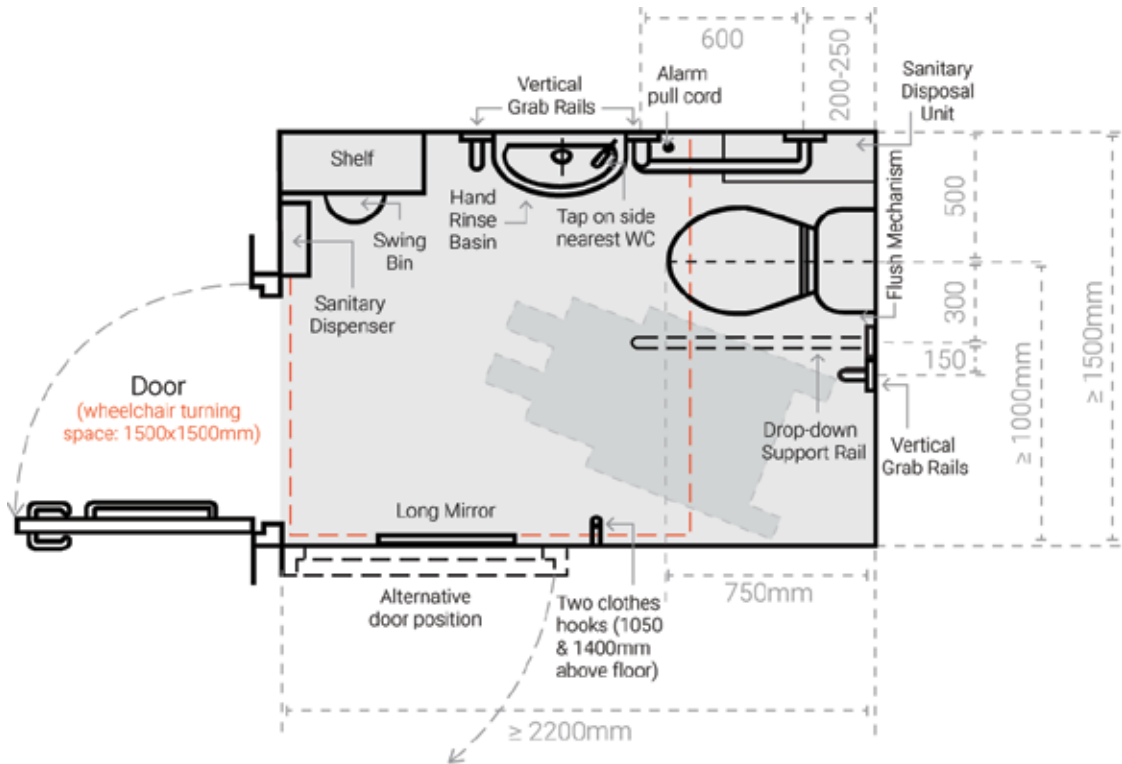 600
200-250
Sanitary
Disposal
Unit
Vertical
Grab Rails
Alarm
pull cord
Shelf
Hand
Rinse
Basin
Tap on side
nearest WC
Swing
Bin
Sanitary
Dispenser
Flush Mechanism
500
300
150
≥ 1000mm
≥ 1500mm
Door
(wheelchair turning
space: 1500x1500mm)
Drop-down
Support Rail
Vertical
Grab Rails
Long Mirror
Alternative
door position
Two clothes
hooks (1050
& 1400mm
above floor)
750mm
≥ 2200mm